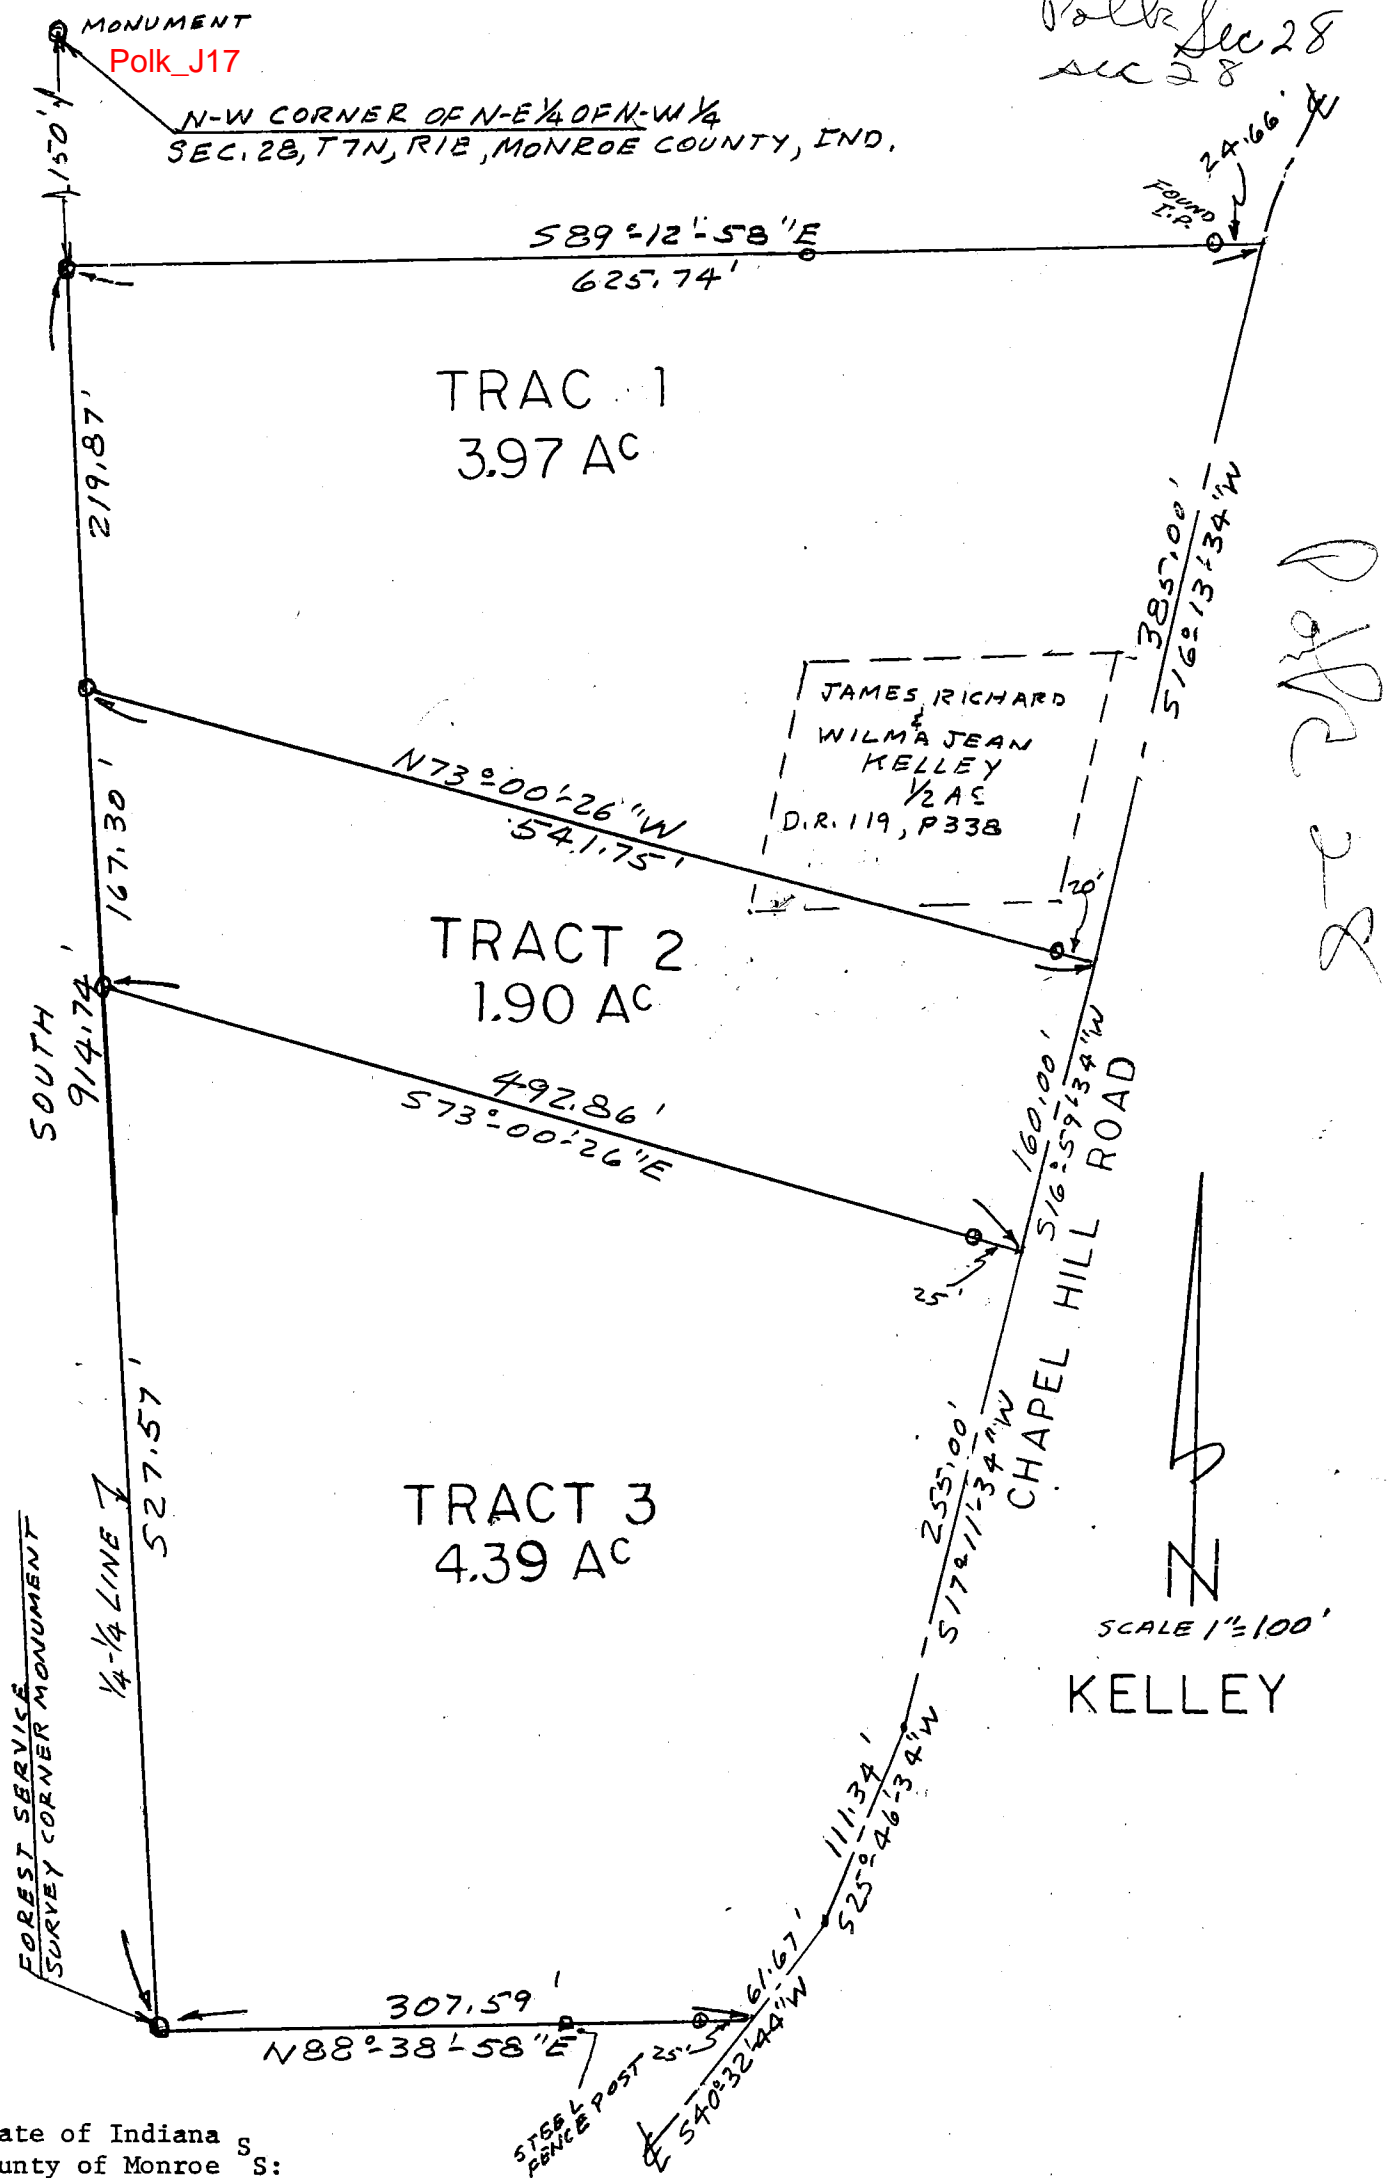 MONUMENT
Polk_J17
Polk Sec 28
sec 28
N-W CORNER OF N-E 1/4 OF N-W 1/4
SEC. 28, T7N, R1E, MONROE COUNTY, IND.
150'
24.66'
FOUND
I.P.
S89°-12'-58"E
625.74'
TRAC 1
3.97 AC
219.87'
385.00'
S16°-13'-34"W
JAMES RICHARD
&
WILMA JEAN
KELLEY
1/2 AC
D.R. 119, P 338
N73°-00'-26"W
541.75'
20'
167.30'
TRACT 2
1.90 AC
SOUTH
914.74'
492.86'
S73°-00'-26"E
160.00'
S16°-59'-34"W
25'
CHAPEL HILL ROAD
527.57'
1/4-1/4 LINE
TRACT 3
4.39 AC
255.00'
S17°-11'-34"W
N
SCALE 1"=100'
KELLEY
FOREST SERVICE
SURVEY CORNER MONUMENT
111.34'
S25°-46'-34"W
61.67'
S40°-32'-44"W
307.59'
N88°-38'-58"E
25'
STEEL
FENCE POST
ate of Indiana S
unty of Monroe S: